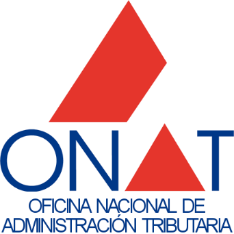 ONAT
OFICINA NACIONAL DE
ADMINISTRACIÓN TRIBUTARIA